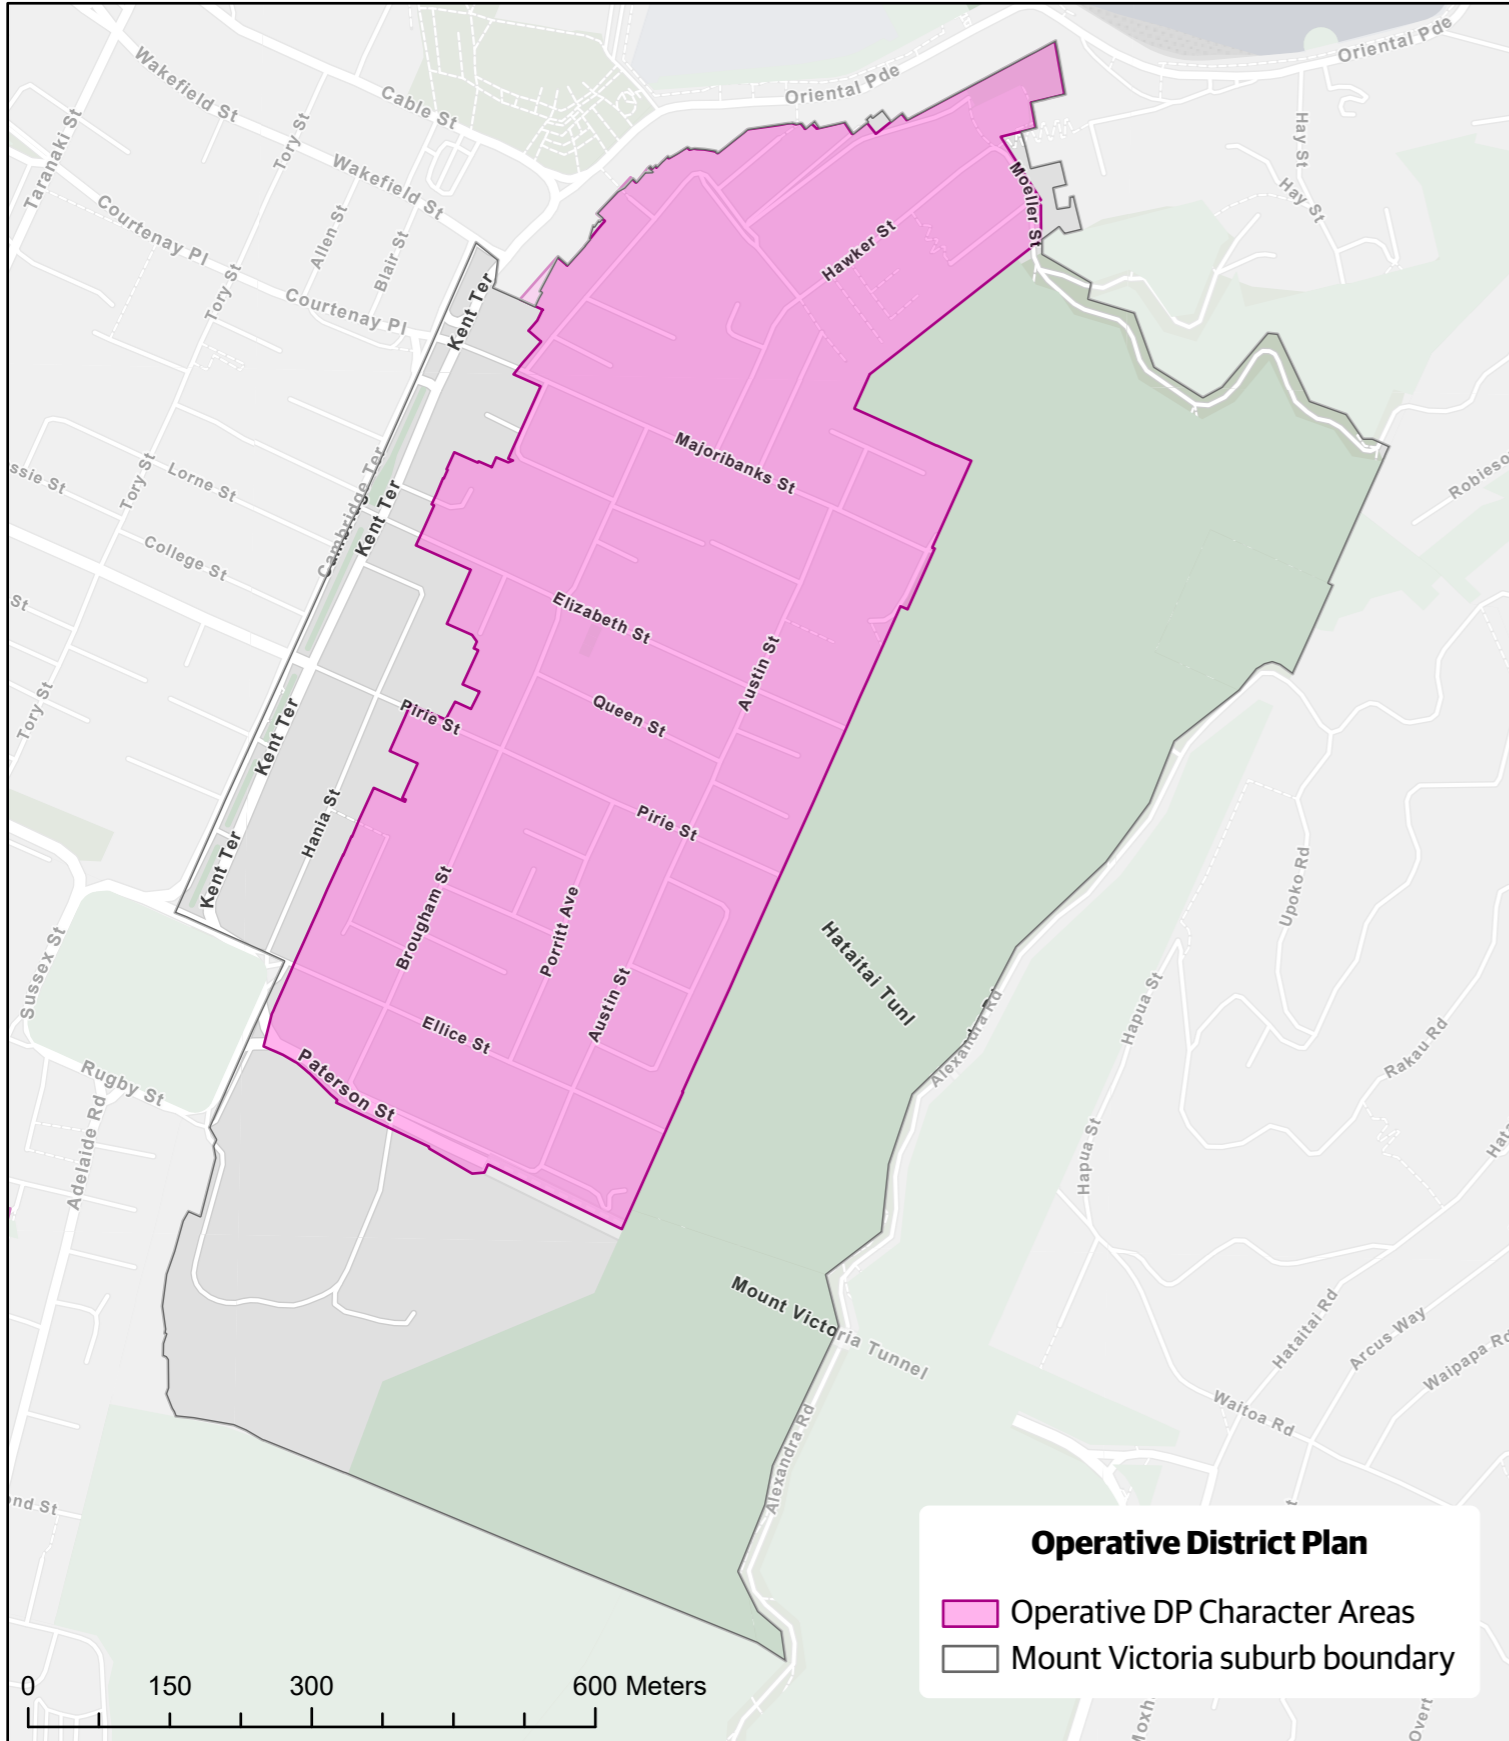 Oriental Pde
Oriental Pde
Wakefield St
Cable St
Taranaki St
Tory St
Wakefield St
Hay St
Hay St
Moeller St
Courtenay Pl
Allen St
Blair St
Hawker St
Tory St
Courtenay Pl
Kent Ter
Majoribanks St
ssie St
Tory St
Lorne St
Cambridge Ter
Kent Ter
Robieso
College St
St
Elizabeth St
Austin St
Queen St
Tory St
Kent Ter
Pirie St
Pirie St
Hania St
Kent Ter
Upoko Rd
Brougham St
Porritt Ave
Hataitai Tunl
Sussex St
Austin St
Alexandra Rd
Hapua St
Ellice St
Rakau Rd
Paterson St
Rugby St
Adelaide Rd
Hapua St
Hata
Mount Victoria Tunnel
Hataitai Rd
Arcus Way
Waipapa Rd
Waitoa Rd
Alexandra Rd
ond St
t
Operative District Plan
Operative DP Character Areas
Mount Victoria suburb boundary
Moxh
Overt
0 150 300 600 Meters